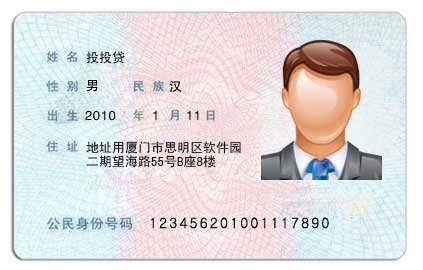 姓 名 投投贷
性 别 男 民 族 汉
出 生 2010 年 1 月 11 日
住 址 地址用厦门市思明区软件园
二期望海路55号B座8楼
公民身份号码 123456201001117890